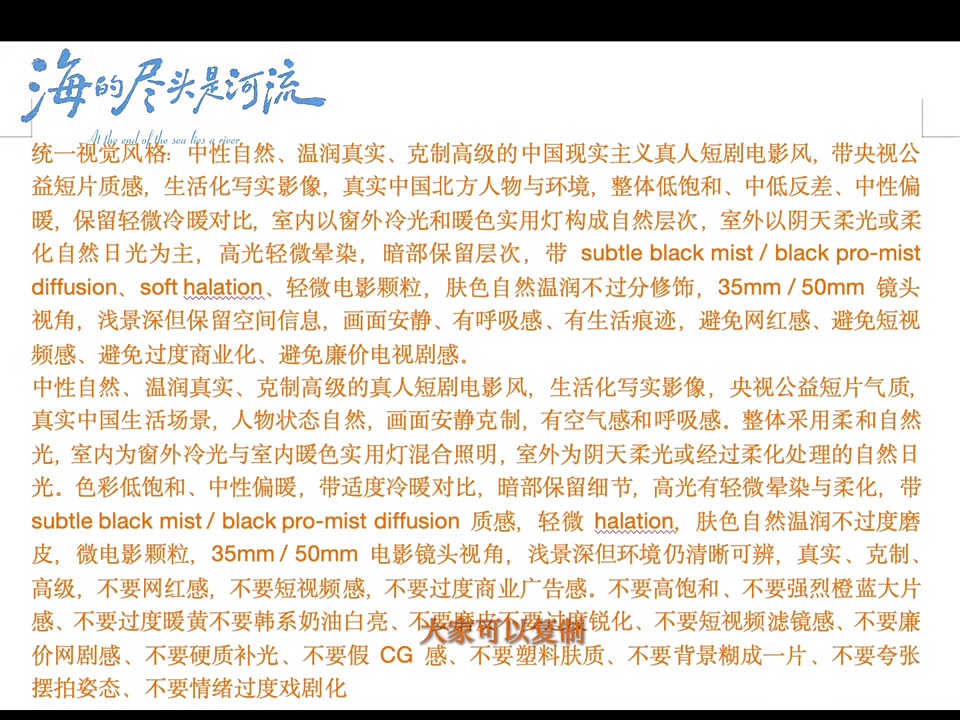 海的尽头是河流
At the end of the sea lies a river
统一视觉风格：中性自然、温润真实、克制高级的中国现实主义真人短剧电影风，带央视公
益短片质感，生活化写实影像，真实中国北方人物与环境，整体低饱和、中低反差、中性偏
暖，保留轻微冷暖对比，室内以窗外冷光和暖色实用灯构成自然层次，室外以阴天柔光或柔
化自然日光为主，高光轻微晕染，暗部保留层次，带 subtle black mist / black pro-mist
diffusion、soft halation、轻微电影颗粒，肤色自然温润不过分修饰，35mm / 50mm 镜头
视角，浅景深但保留空间信息，画面安静、有呼吸感、有生活痕迹，避免网红感、避免短视
频感、避免过度商业化、避免廉价电视剧感。
中性自然、温润真实、克制高级的真人短剧电影风，生活化写实影像，央视公益短片气质，
真实中国生活场景，人物状态自然，画面安静克制，有空气感和呼吸感。整体采用柔和自然
光，室内为窗外冷光与室内暖色实用灯混合照明，室外为阴天柔光或经过柔化处理的自然日
光。色彩低饱和、中性偏暖，带适度冷暖对比，暗部保留细节，高光有轻微晕染与柔化，带
subtle black mist / black pro-mist diffusion 质感，轻微 halation，肤色自然温润不过度磨
皮，微电影颗粒，35mm / 50mm 电影镜头视角，浅景深但环境仍清晰可辨，真实、克制、
高级，不要网红感，不要短视频感，不要过度商业广告感。不要高饱和、不要强烈橙蓝大片
感、不要过度暖黄不要韩系奶油白亮、不要磨皮不要过度锐化、不要短视频滤镜感、不要廉
价网剧感、不要硬质补光、不要假 CG 感、不要塑料肤质、不要背景糊成一片、不要夸张
摆拍姿态、不要情绪过度戏剧化
大家可以复制